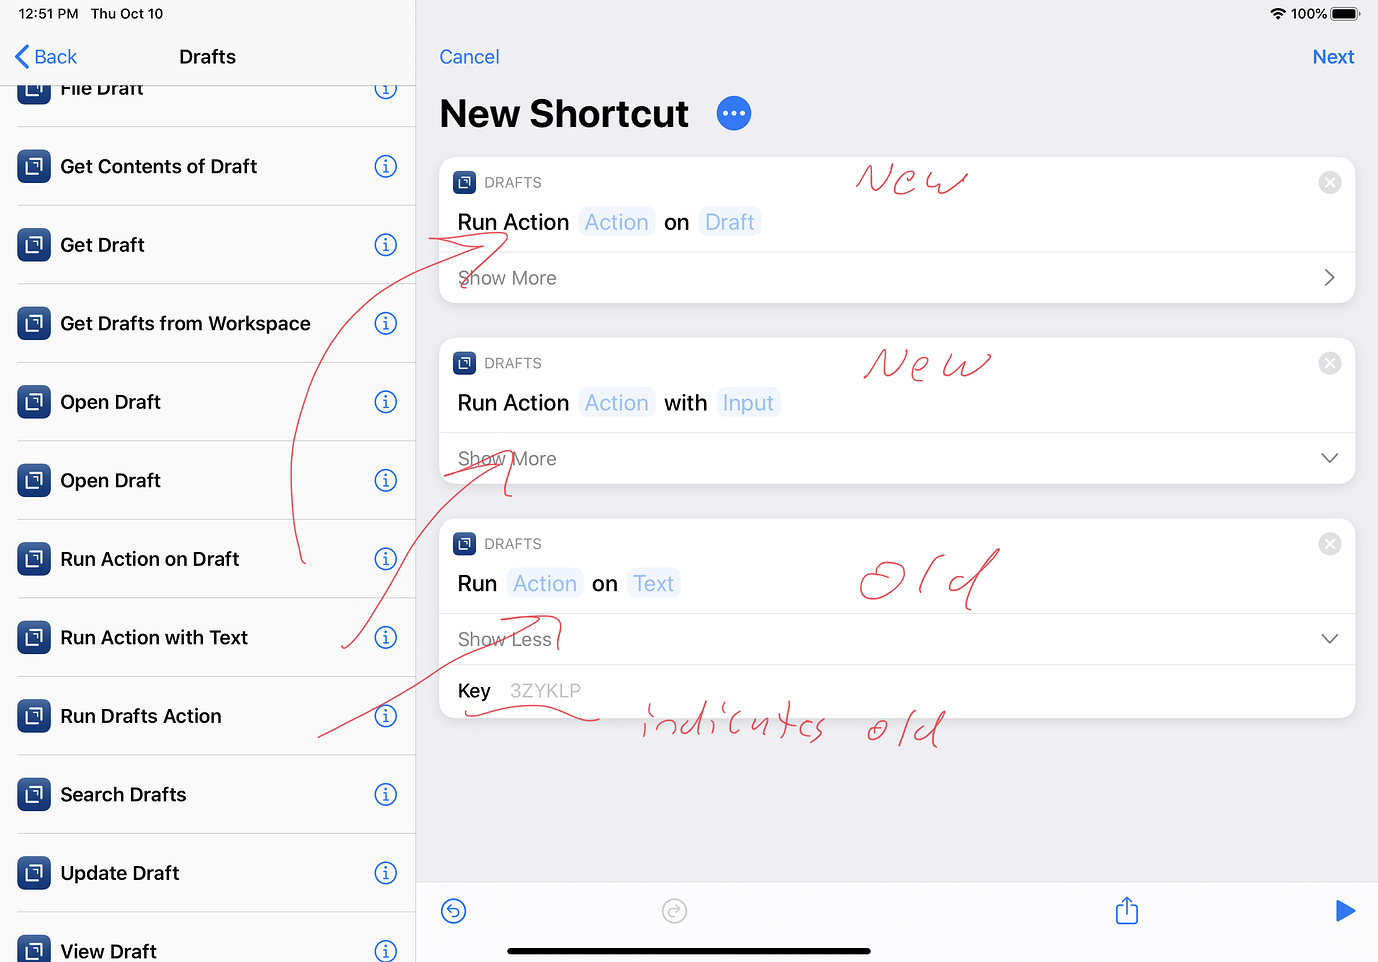 12:51 PM Thu Oct 10
100%
Back
Drafts
File Draft
Get Contents of Draft
Get Draft
Get Drafts from Workspace
Open Draft
Open Draft
Run Action on Draft
Run Action with Text
Run Drafts Action
Search Drafts
Update Draft
View Draft
Cancel
Next
New Shortcut
DRAFTS
New
Run Action Action on Draft
Show More
DRAFTS
New
Run Action Action with Input
Show More
DRAFTS
Run Action on Text
old
Show Less
Key 3ZYKLP
indicates old